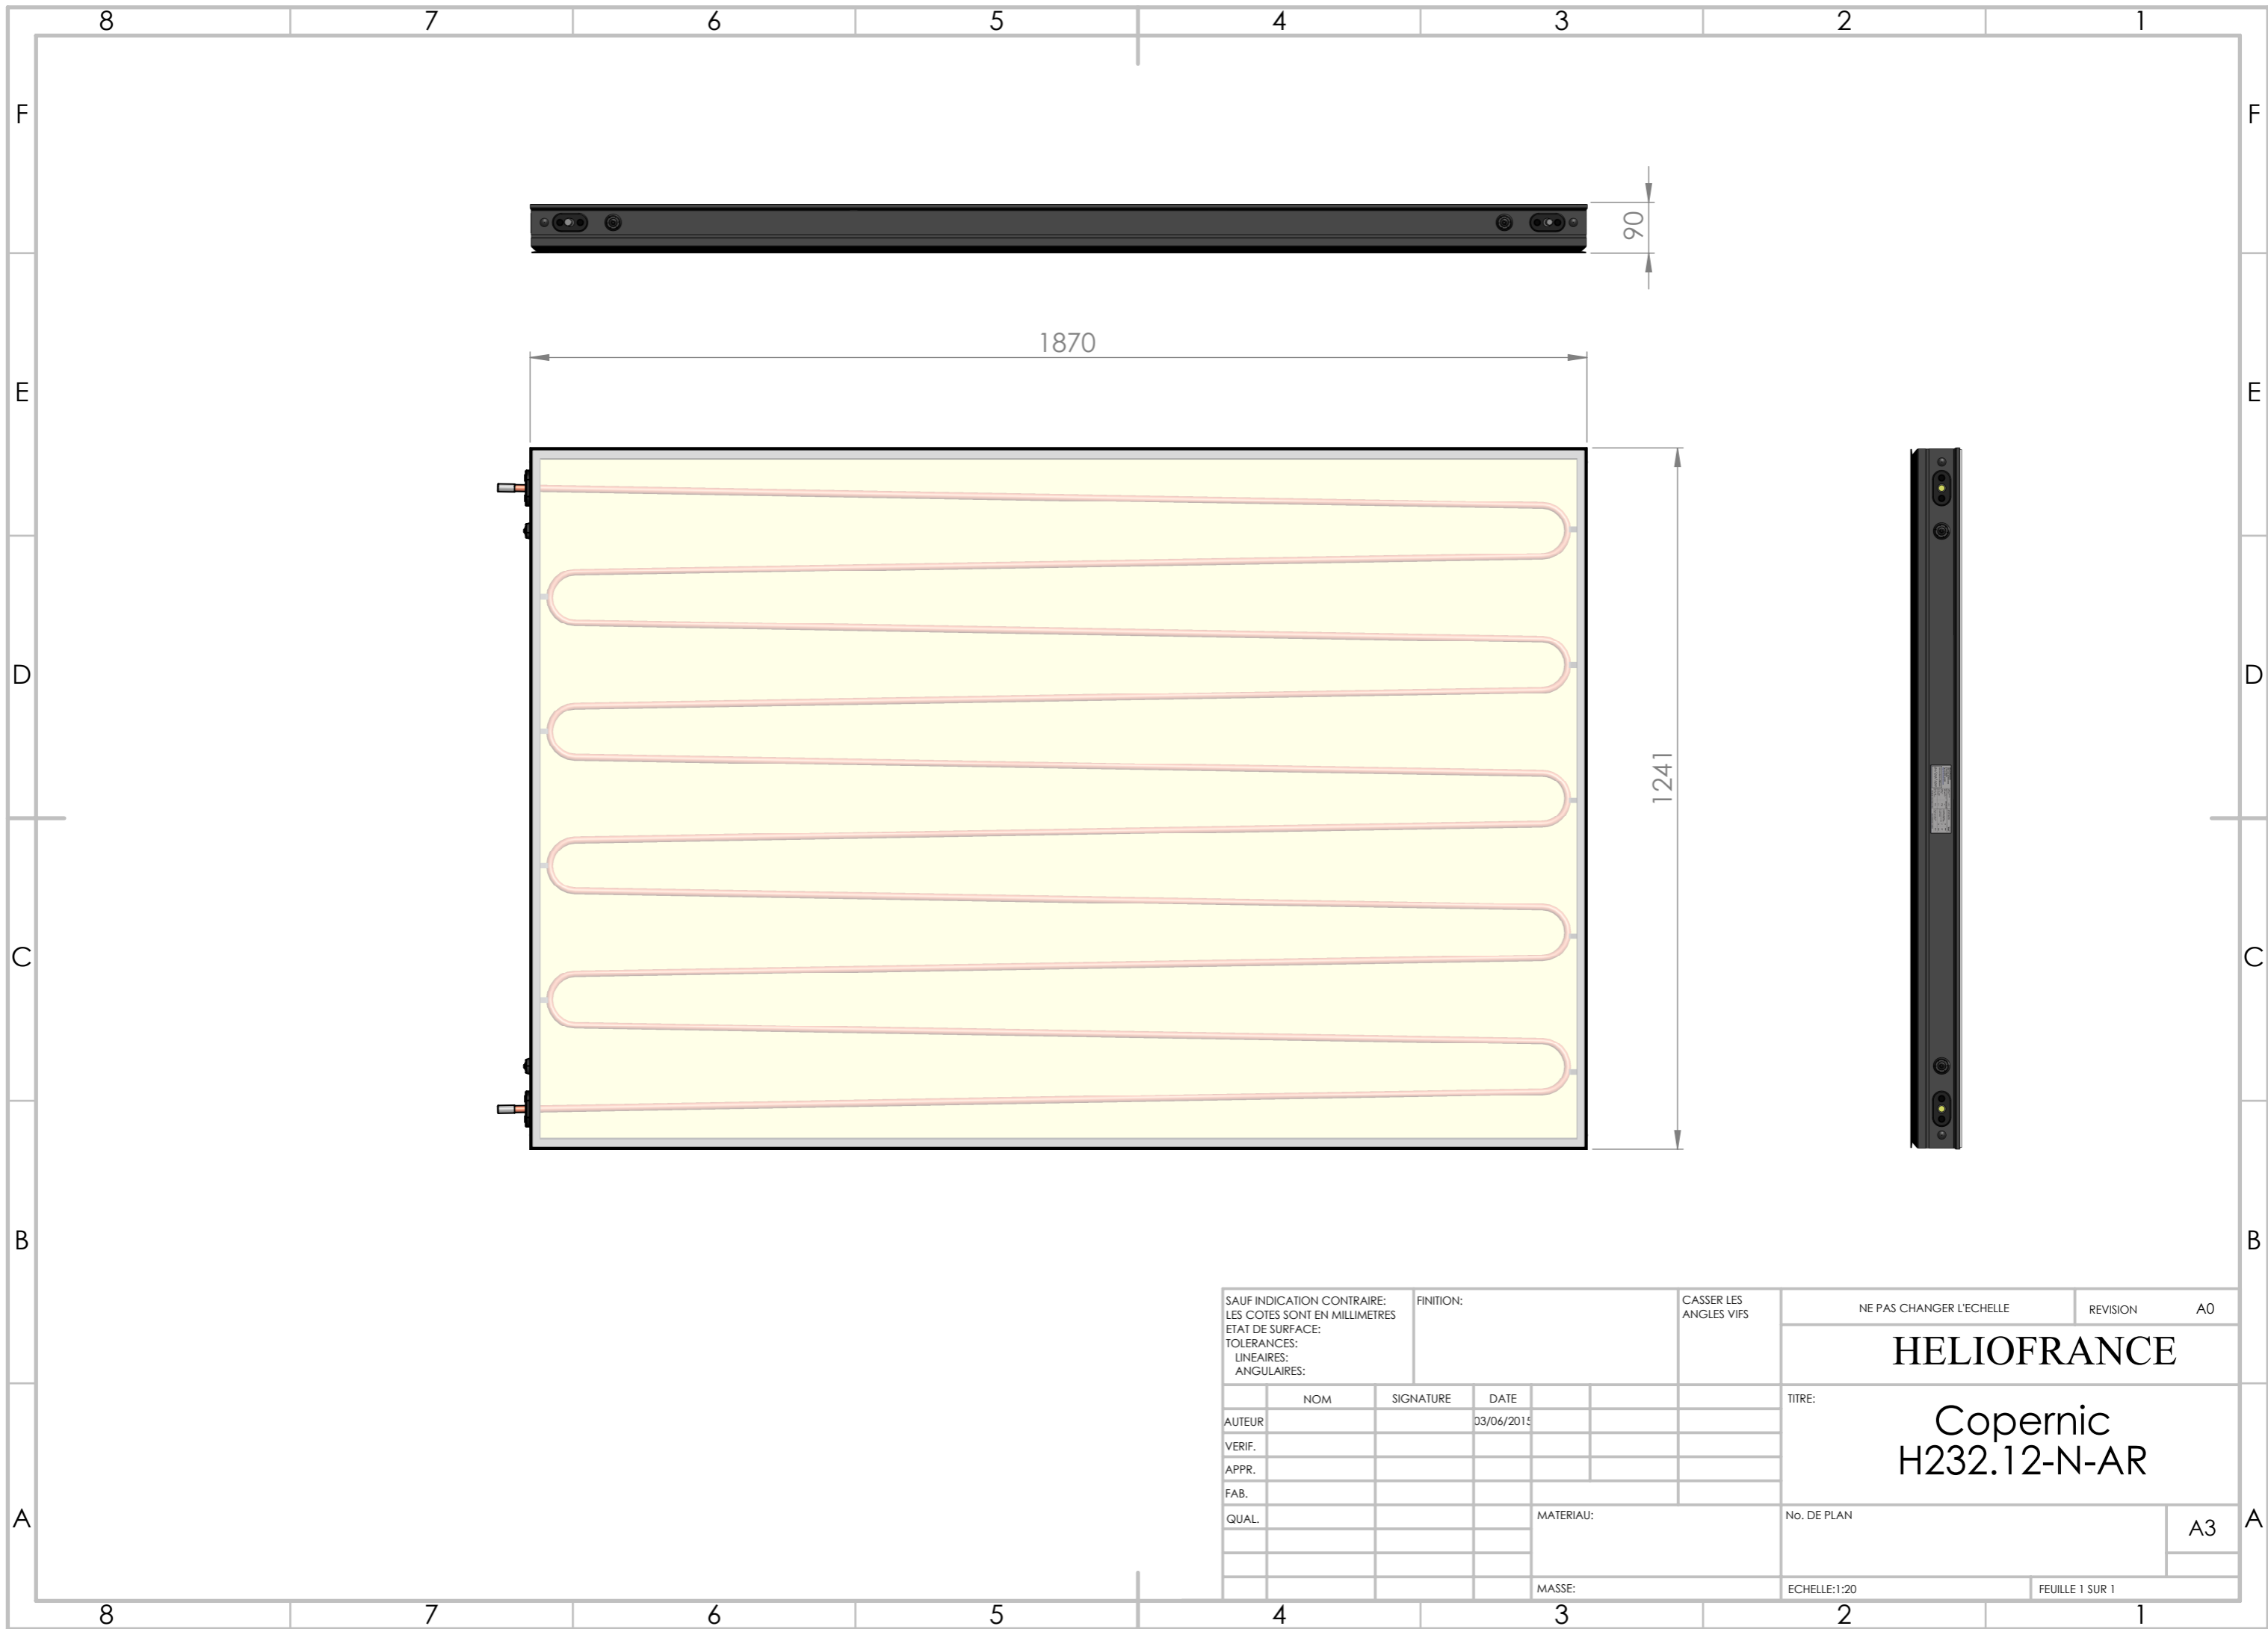 8 7 6 5 4 3 2 1
F F
90
1870
E E
D D
1241
C C
B B
SAUF INDICATION CONTRAIRE:
LES COTES SONT EN MILLIMETRES
ETAT DE SURFACE:
TOLERANCES:
LINEAIRES:
ANGULAIRES:
FINITION:
CASSER LES
ANGLES VIFS
NE PAS CHANGER L'ECHELLE
REVISION A0
HELIOFRANCE
NOM SIGNATURE DATE
AUTEUR 03/06/2015
VERIF.
APPR.
FAB.
QUAL.
TITRE:
Copernic
H232.12-N-AR
MATERIAU:
No. DE PLAN
A3
A A
MASSE:
ECHELLE:1:20
FEUILLE 1 SUR 1
8 7 6 5 4 3 2 1